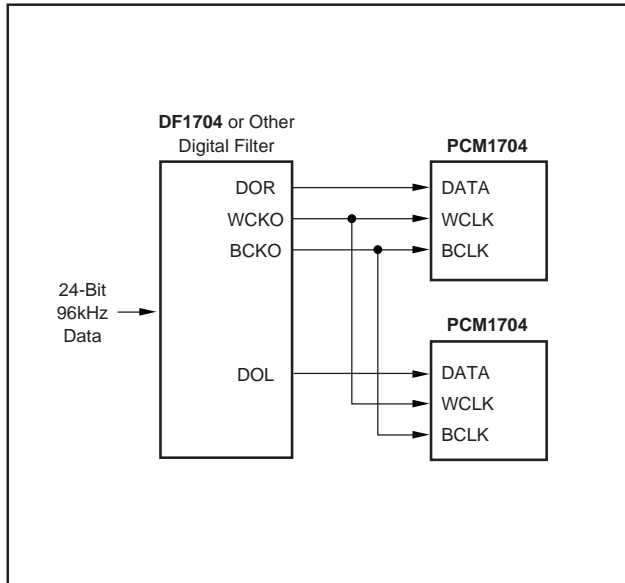 DF1704 or Other
Digital Filter
DOR
WCKO
BCKO
DOL
24-Bit
96kHz
Data
PCM1704
DATA
WCLK
BCLK
PCM1704
DATA
WCLK
BCLK